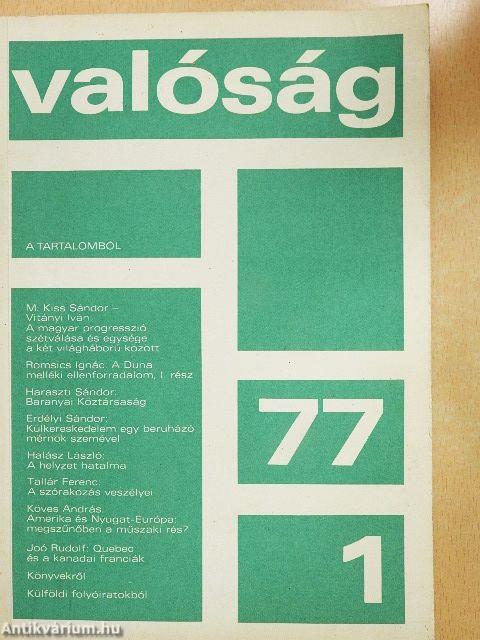 valóság
A TARTALOMBÓL
M. Kiss Sándor –
Vitányi Iván:
A magyar progresszió
szétválása és egysége
a két világháború között
Romsics Ignác: A Duna
melléki ellenforradalom, I. rész
Haraszti Sándor:
Baranyai Köztársaság
Erdélyi Sándor:
Külkereskedelem egy beruházó
mérnök szemével
Halász László:
A helyzet hatalma
Tallár Ferenc:
A szórakozás veszélyei
Köves András:
Amerika és Nyugat-Európa:
megszűnőben a műszaki rés?
Joó Rudolf: Quebec
és a kanadai franciák
Könyvekről
Külföldi folyóiratokból
77
1
Antikvárium.hu